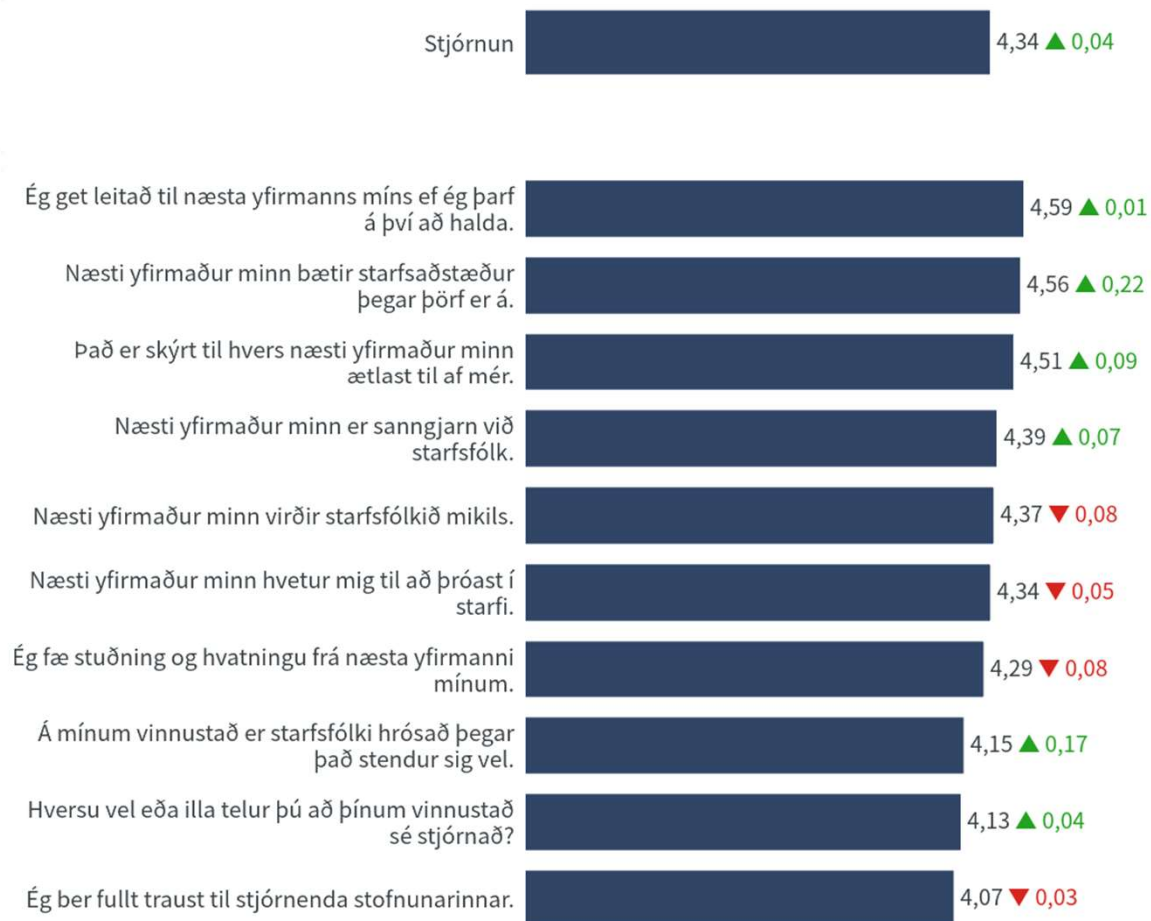 Stjórnun
4,34 ▲ 0,04
Ég get leitað til næsta yfirmanns míns ef ég þarf
á því að halda.
4,59 ▲ 0,01
Næsti yfirmaður minn bætir starfsaðstæður
þegar þörf er á.
4,56 ▲ 0,22
Það er skýrt til hvers næsti yfirmaður minn
ætlast til af mér.
4,51 ▲ 0,09
Næsti yfirmaður minn er sanngjarn við
starfsfólk.
4,39 ▲ 0,07
Næsti yfirmaður minn virðir starfsfólkið mikils.
4,37 ▼ 0,08
Næsti yfirmaður minn hvetur mig til að þróast í
starfi.
4,34 ▼ 0,05
Ég fæ stuðning og hvatningu frá næsta yfirmanni
mínum.
4,29 ▼ 0,08
Á mínum vinnustað er starfsfólki hrósað þegar
það stendur sig vel.
4,15 ▲ 0,17
Hversu vel eða illa telur þú að þínum vinnustað
sé stjórnað?
4,13 ▲ 0,04
Ég ber fullt traust til stjórnenda stofnunarinnar.
4,07 ▼ 0,03